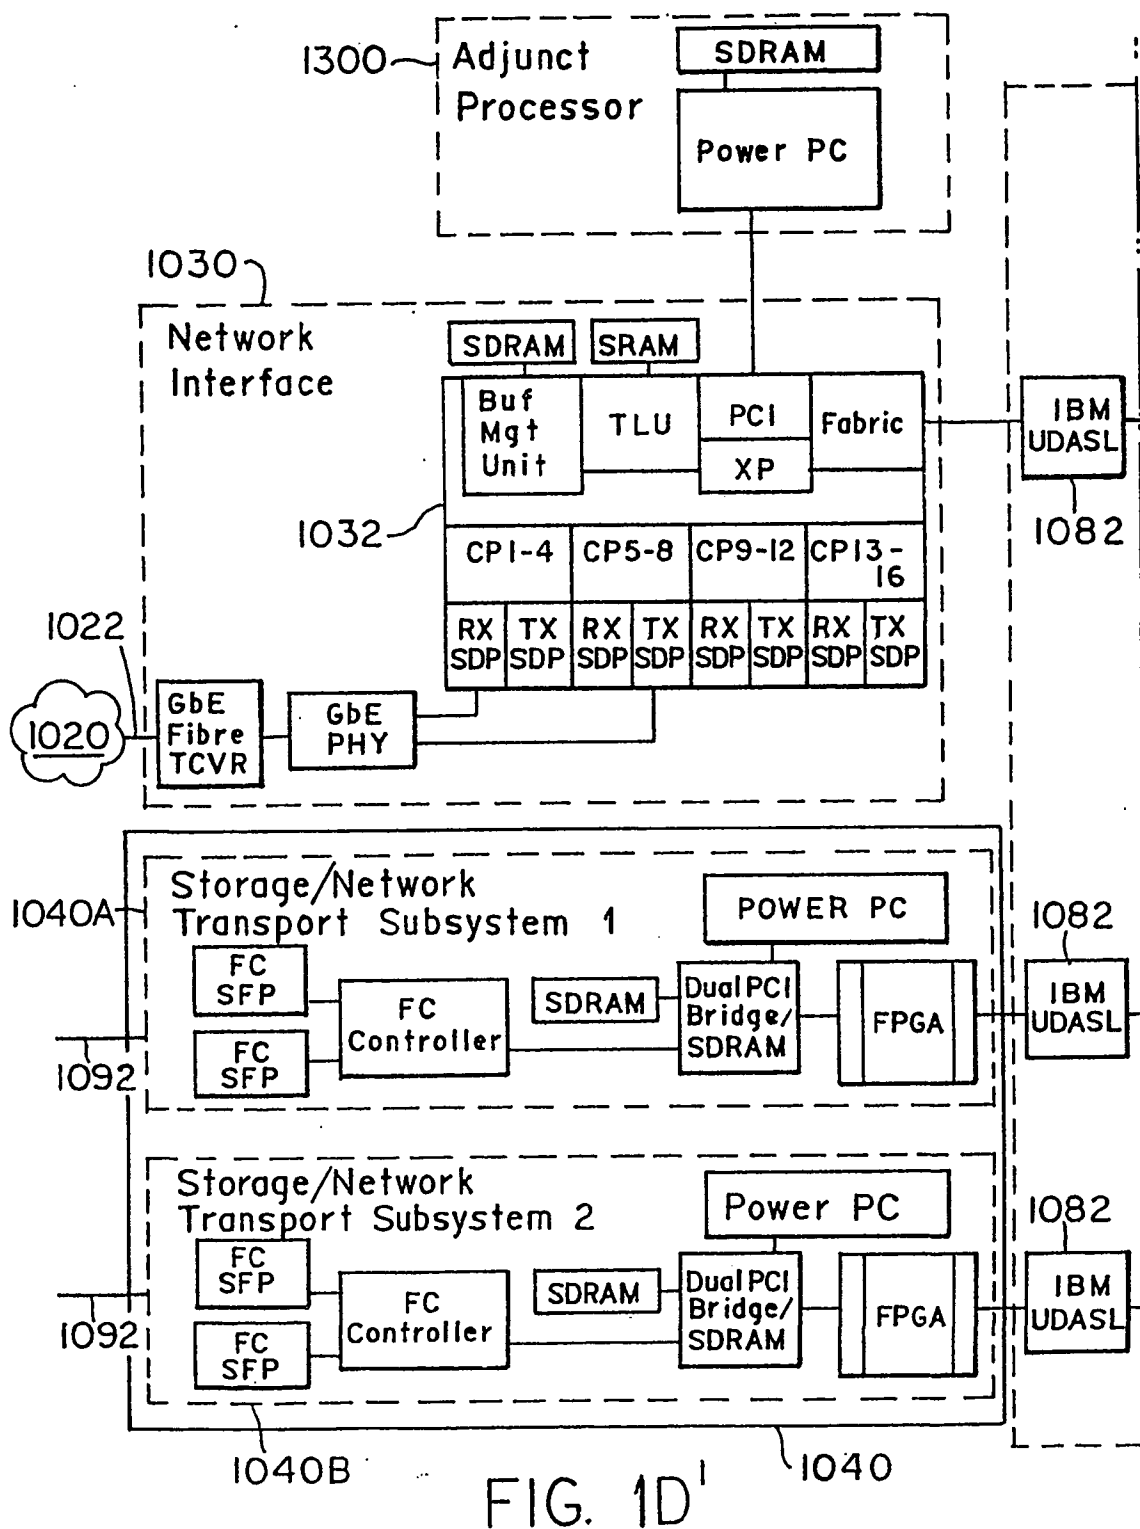 1300
Adjunct
Processor
SDRAM
Power PC
1030
Network
Interface
SDRAM
SRAM
Buf
Mgt
Unit
TLU
PCI
XP
Fabric
IBM
UDASL
1082
1032
CP1-4
CP5-8
CP9-12
CP13-
16
RX
SDP
TX
SDP
RX
SDP
TX
SDP
RX
SDP
TX
SDP
RX
SDP
TX
SDP
1022
1020
GbE
Fibre
TCVR
GbE
PHY
1040A
Storage/Network
Transport Subsystem 1
POWER PC
FC
SFP
FC
SFP
FC
Controller
SDRAM
Dual PCI
Bridge/
SDRAM
FPGA
1082
IBM
UDASL
1092
Storage/Network
Transport Subsystem 2
Power PC
FC
SFP
FC
SFP
FC
Controller
SDRAM
Dual PCI
Bridge/
SDRAM
FPGA
1082
IBM
UDASL
1092
1040B
1040
FIG. 1D'